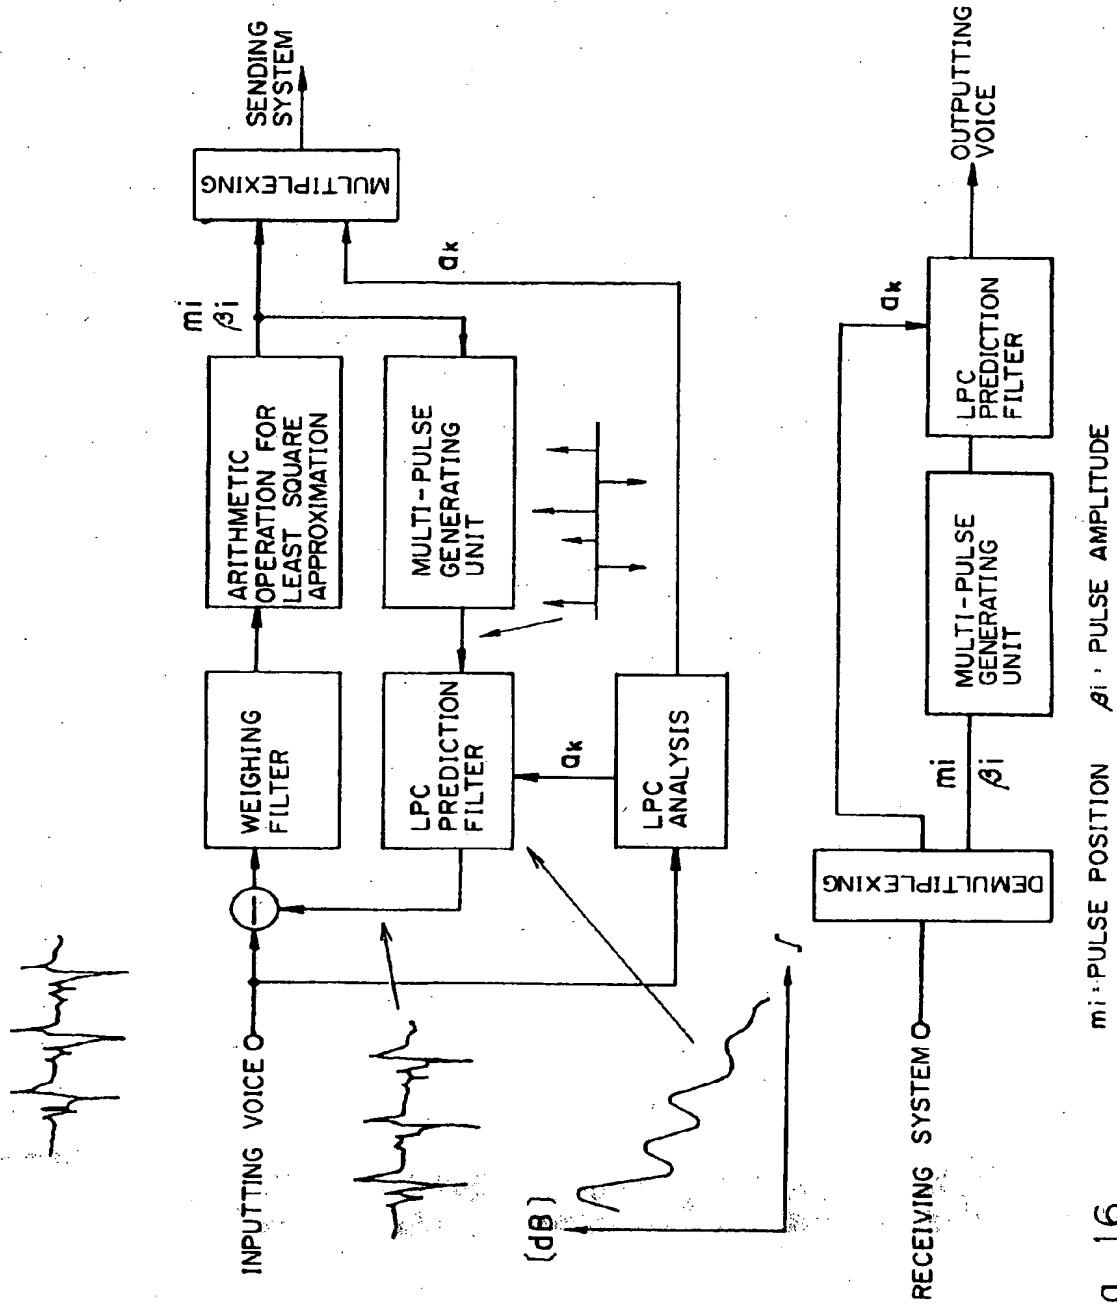 INPUTTING VOICE
WEIGHING
FILTER
ARITHMETIC
OPERATION FOR
LEAST SQUARE
APPROXIMATION
mi
βi
MULTIPLEXING
SENDING
SYSTEM
LPC
PREDICTION
FILTER
MULTI-PULSE
GENERATING
UNIT
ak
LPC
ANALYSIS
ak
(dB)
f
RECEIVING SYSTEM
DEMULTIPLEXING
mi
βi
MULTI-PULSE
GENERATING
UNIT
ak
LPC
PREDICTION
FILTER
OUTPUTTING
VOICE
mi: PULSE POSITION βi: PULSE AMPLITUDE
16